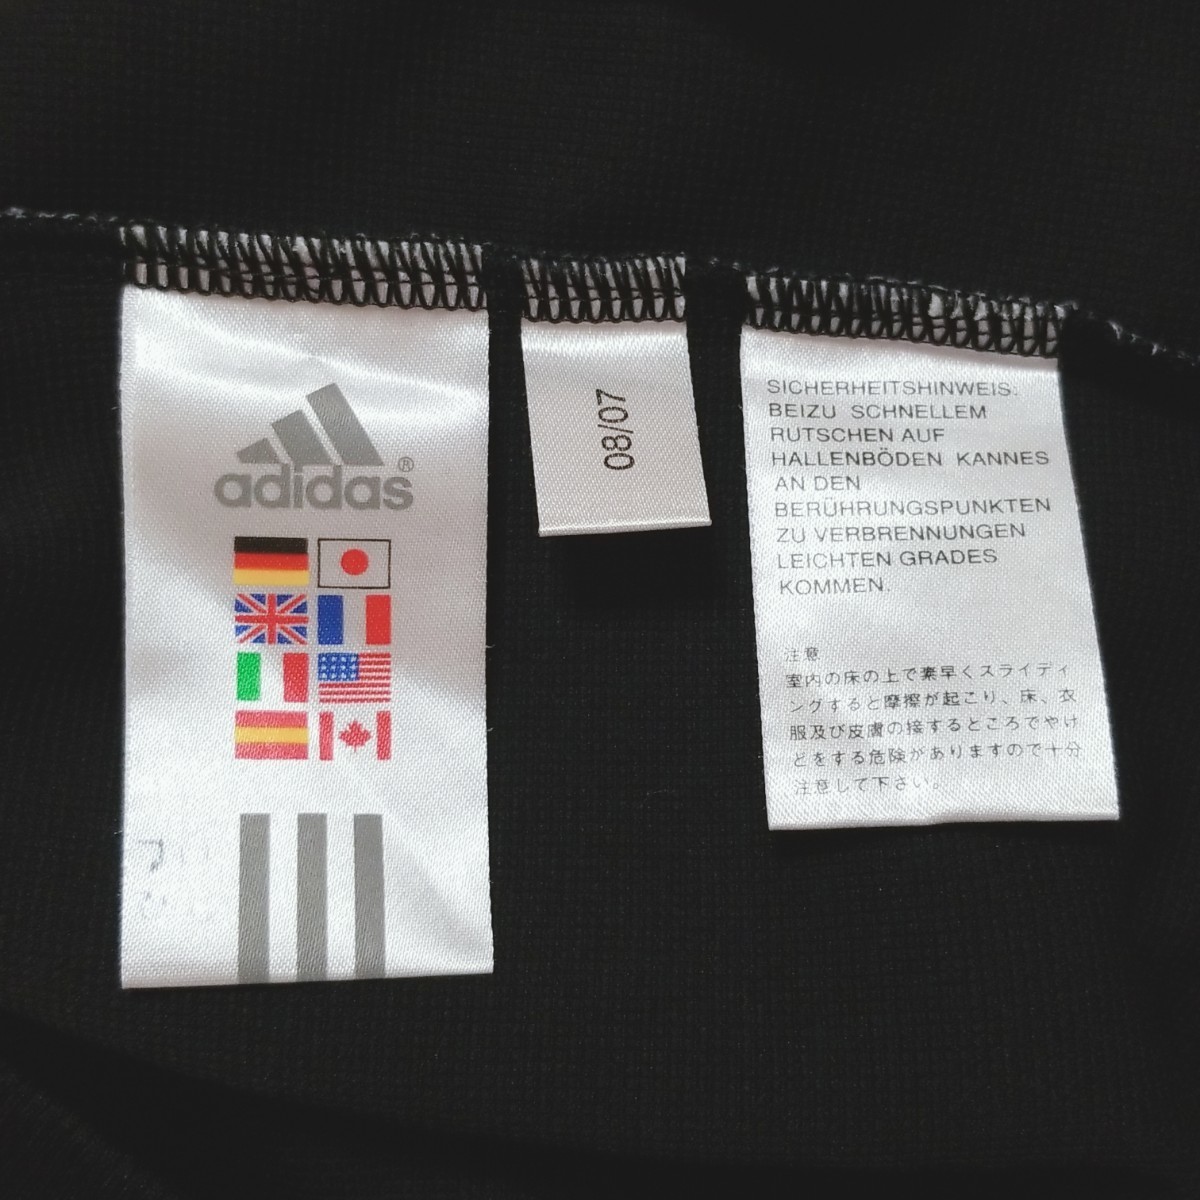 adidas®
08/07
SICHERHEITSHINWEIS:
BEIZU SCHNELLEM
RUTSCHEN AUF
HALLENBÖDEN KANNES
AN DEN
BERÜHRUNGSPUNKTEN
ZU VERBRENNUNGEN
LEICHTEN GRADES
KOMMEN.
注意
室内の床の上で素早くスライディ
ングすると摩擦が起こり、床、衣
服及び皮膚の接するところでやけ
どをする危険がありますので十分
注意して下さい。